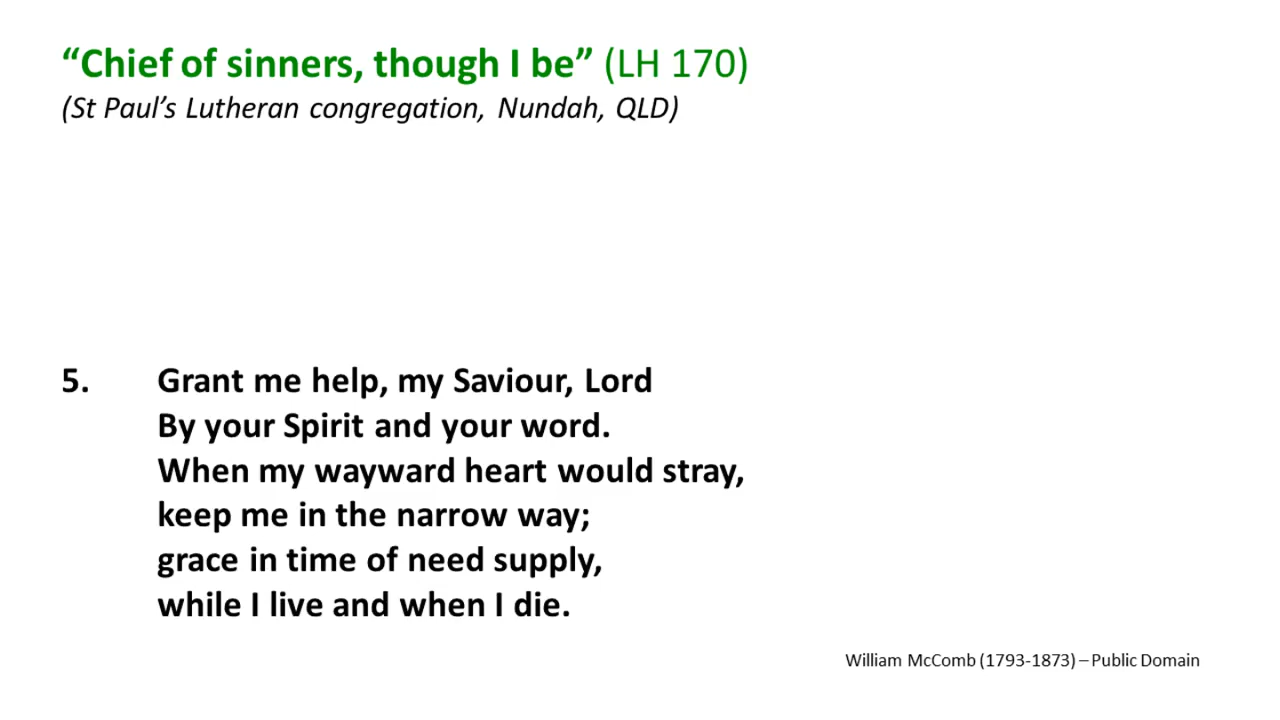 “Chief of sinners, though I be” (LH 170)
(St Paul’s Lutheran congregation, Nundah, QLD)
5. Grant me help, my Saviour, Lord
By your Spirit and your word.
When my wayward heart would stray,
keep me in the narrow way;
grace in time of need supply,
while I live and when I die.
William McComb (1793-1873) – Public Domain